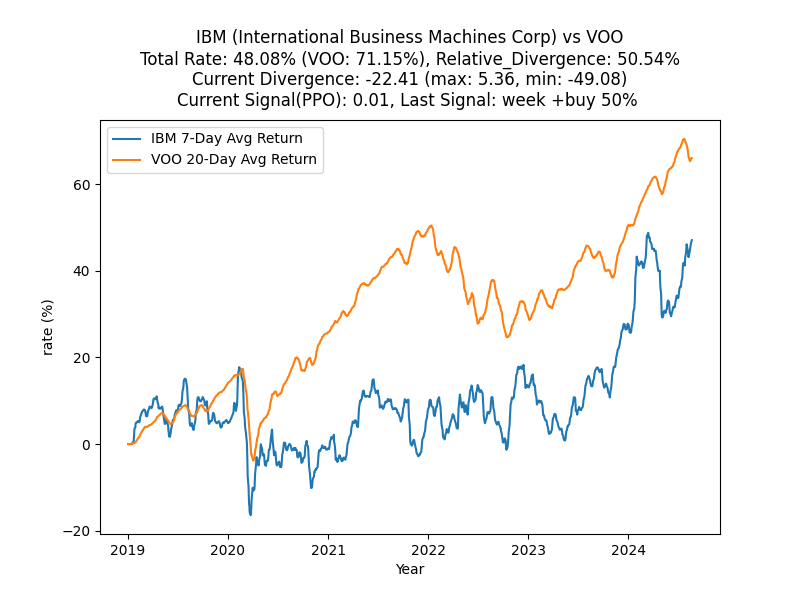 IBM (International Business Machines Corp) vs VOO
Total Rate: 48.08% (VOO: 71.15%), Relative_Divergence: 50.54%
Current Divergence: -22.41 (max: 5.36, min: -49.08)
Current Signal(PPO): 0.01, Last Signal: week +buy 50%
IBM 7-Day Avg Return
VOO 20-Day Avg Return
rate (%)
60
40
20
0
−20
2019 2020 2021 2022 2023 2024
Year